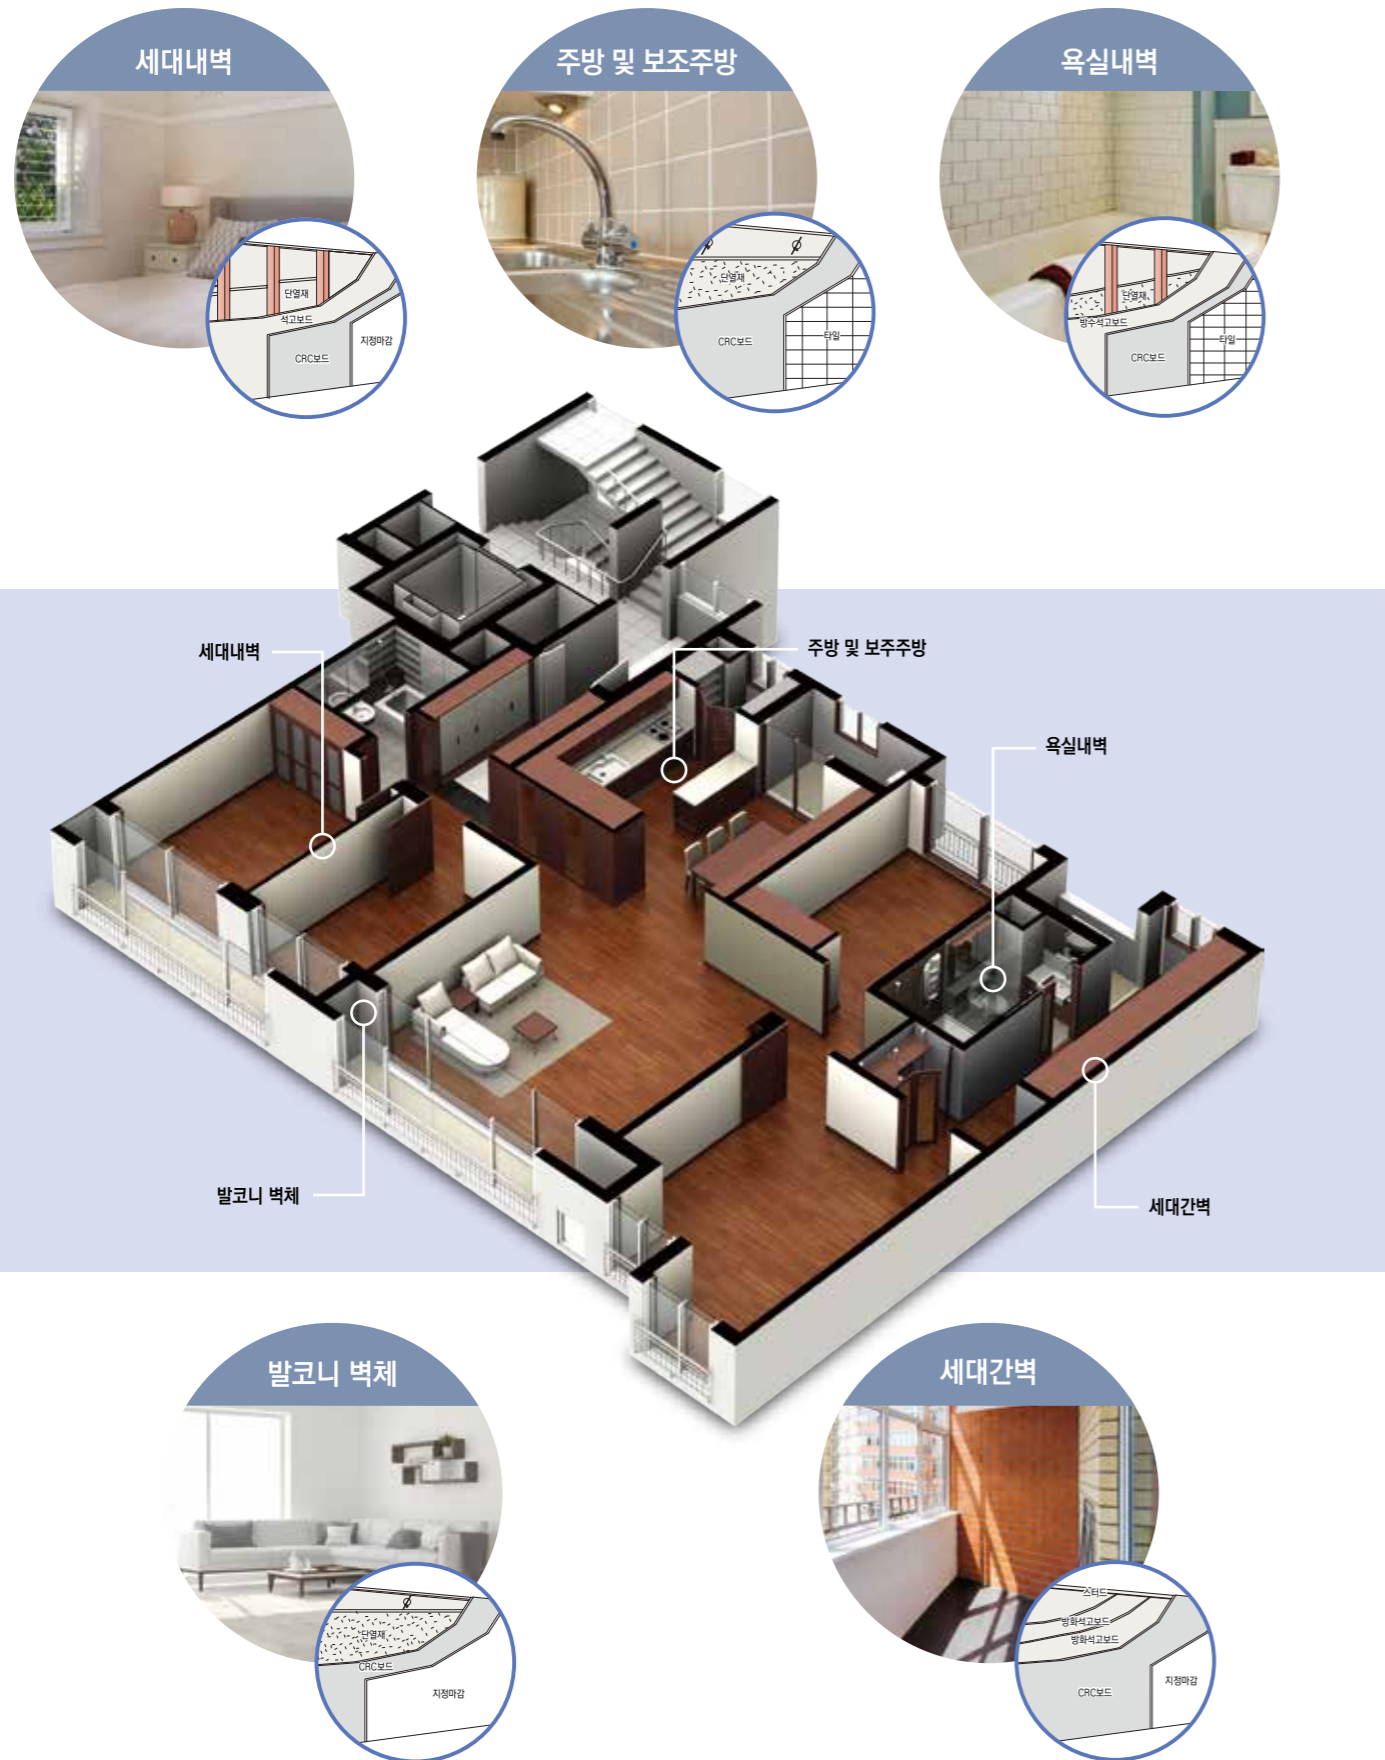 세대내벽
주방 및 보조주방
욕실내벽
단열재
석고보드
CRC보드
지정마감
단열재
CRC보드
타일
단열재
방수석고보드
CRC보드
타일
세대내벽
주방 및 보주주방
욕실내벽
발코니 벽체
세대간벽
발코니 벽체
세대간벽
단열재
CRC보드
지정마감
스터드
방화석고보드
방화석고보드
CRC보드
지정마감